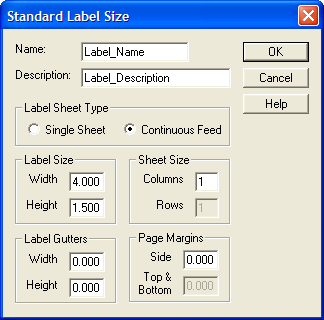 Standard Label Size
Name: Label_Name OK
Description: Label_Description Cancel
Help
Label Sheet Type
Single Sheet Continuous Feed
Label Size Sheet Size
Width 4.000 Columns 1
Height 1.500 Rows 1
Label Gutters Page Margins
Width 0.000 Side 0.000
Height 0.000 Top &
Bottom 0.000